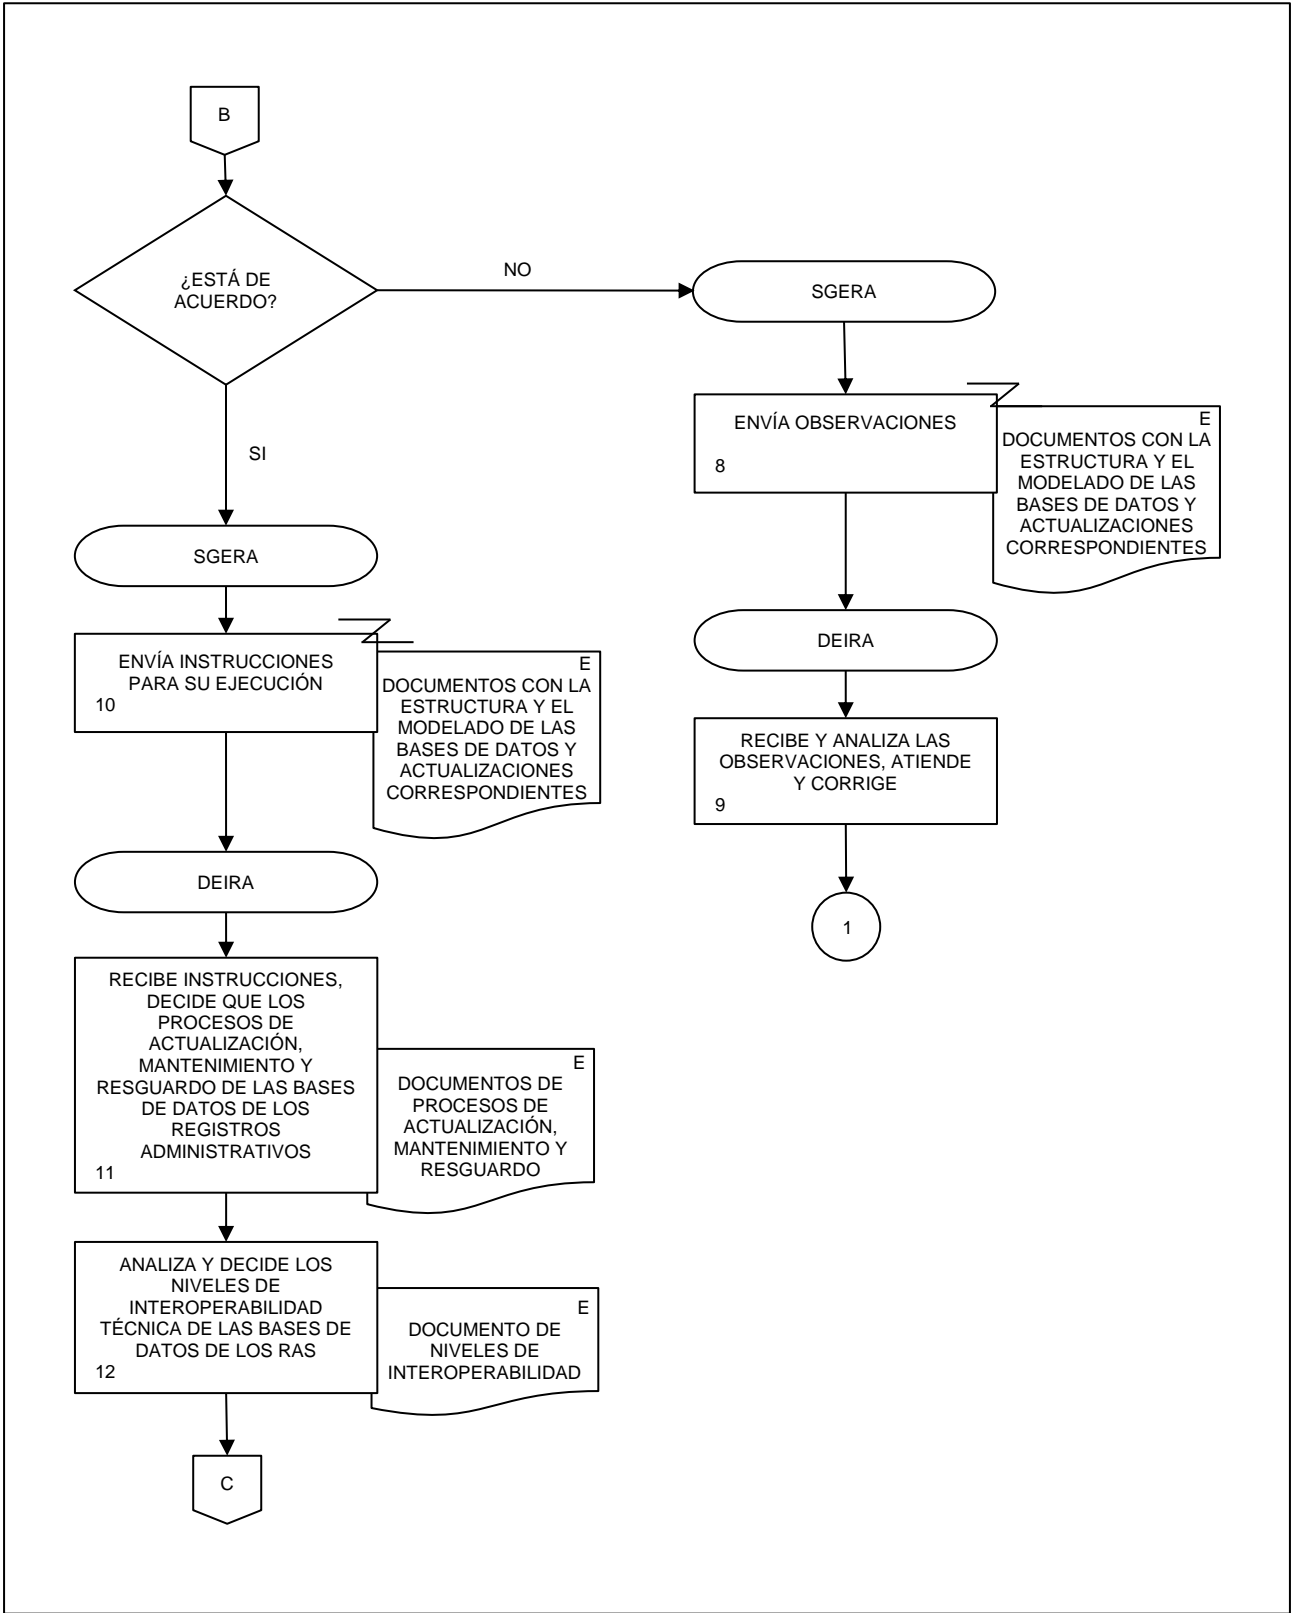 B
¿ESTÁ DE
ACUERDO?
NO
SI
SGERA
ENVÍA OBSERVACIONES
8
E
DOCUMENTOS CON LA
ESTRUCTURA Y EL
MODELADO DE LAS
BASES DE DATOS Y
ACTUALIZACIONES
CORRESPONDIENTES
DEIRA
RECIBE Y ANALIZA LAS
OBSERVACIONES, ATIENDE
Y CORRIGE
9
1
SGERA
ENVÍA INSTRUCCIONES
PARA SU EJECUCIÓN
10
E
DOCUMENTOS CON LA
ESTRUCTURA Y EL
MODELADO DE LAS
BASES DE DATOS Y
ACTUALIZACIONES
CORRESPONDIENTES
DEIRA
RECIBE INSTRUCCIONES,
DECIDE QUE LOS
PROCESOS DE
ACTUALIZACIÓN,
MANTENIMIENTO Y
RESGUARDO DE LAS BASES
DE DATOS DE LOS
REGISTROS
ADMINISTRATIVOS
11
E
DOCUMENTOS DE
PROCESOS DE
ACTUALIZACIÓN,
MANTENIMIENTO Y
RESGUARDO
ANALIZA Y DECIDE LOS
NIVELES DE
INTEROPERABILIDAD
TÉCNICA DE LAS BASES DE
DATOS DE LOS RAS
12
E
DOCUMENTO DE
NIVELES DE
INTEROPERABILIDAD
C